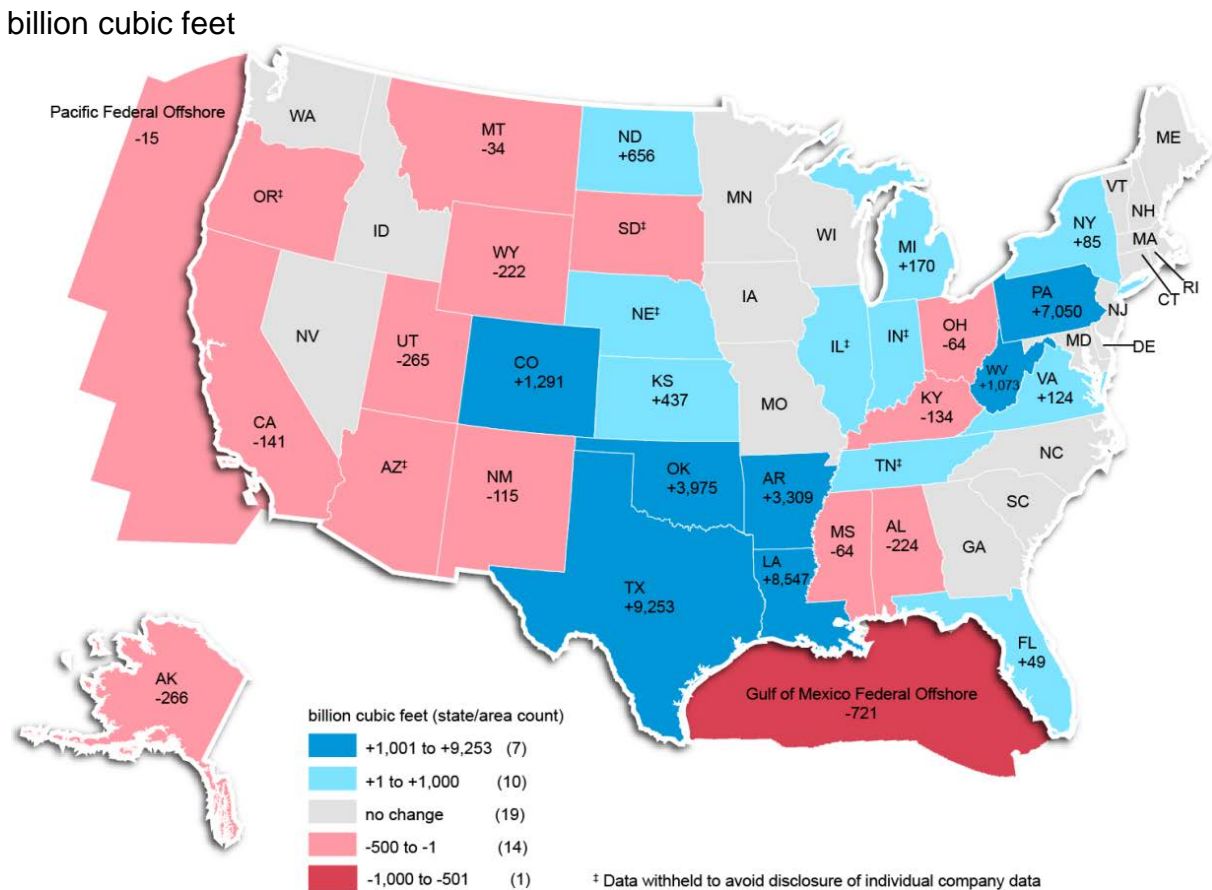 billion cubic feet
Pacific Federal Offshore
-15
WA
MT
-34
ND
+656
MN
ME
VT
NH
OR‡
ID
SD‡
WI
MI
+170
NY
+85
MA
RI
CT
WY
-222
IA
NE‡
PA
+7,050
NJ
NV
UT
-265
CO
+1,291
IL‡
IN‡
OH
-64
MD
DE
WV
+1,073
VA
+124
KS
+437
MO
KY
-134
CA
-141
AZ‡
NM
-115
OK
+3,975
AR
+3,309
TN‡
NC
SC
MS
-64
AL
-224
GA
TX
+9,253
LA
+8,547
FL
+49
Gulf of Mexico Federal Offshore
-721
AK
-266
billion cubic feet (state/area count)
+1,001 to +9,253 (7)
+1 to +1,000 (10)
no change (19)
-500 to -1 (14)
-1,000 to -501 (1)
‡ Data withheld to avoid disclosure of individual company data